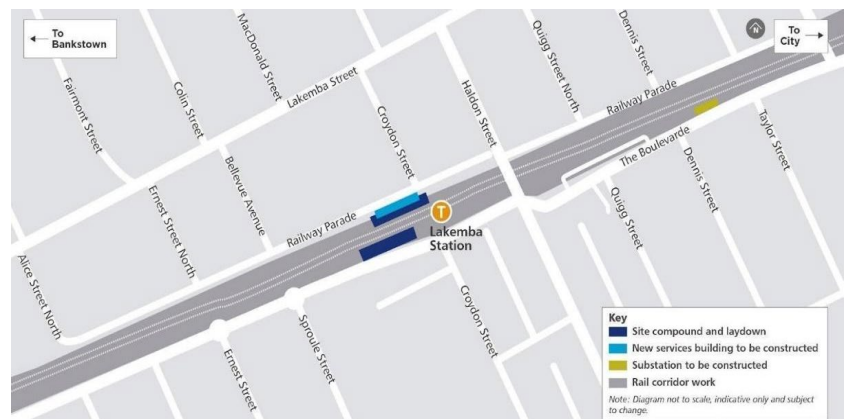 To
Bankstown
To
City
N
Fairmont Street
Colin Street
MacDonald Street
Lakemba Street
Croydon Street
Haldon Street
Quigg Street North
Dennis Street
Railway Parade
Taylor Street
The Boulevarde
Bellevue Avenue
Ernest Street North
Alice Street North
Railway Parade
T
Lakemba
Station
Quigg Street
Dennis Street
Croydon Street
Sproule Street
Ernest Street
Key
Site compound and laydown
New services building to be constructed
Substation to be constructed
Rail corridor work
Note: Diagram not to scale, indicative only and subject
to change.